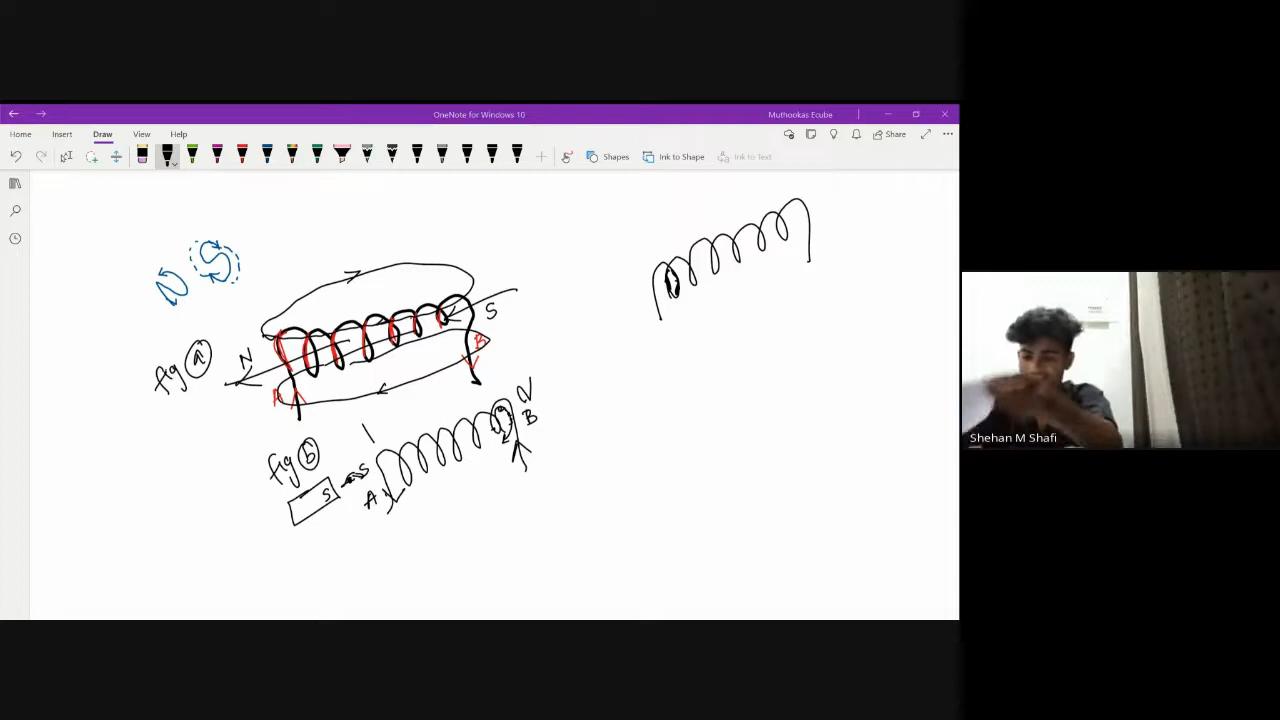 OneNote for Windows 10
Muthookas Ecube
Home Insert Draw View Help
Share
Shapes
Ink to Shape
Ink to Text
N S
S
N
B
fig a
A
N
B
fig b
S
S
A
Shehan M Shafi